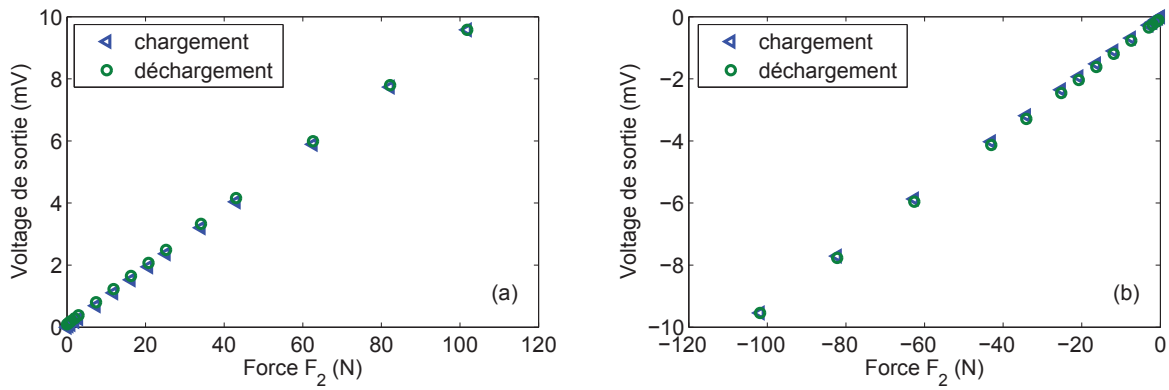 10
8
6
4
2
0
0
20
40
60
80
100
120
Voltage de sortie (mV)
Force F2 (N)
chargement
déchargement
(a)
0
−2
−4
−6
−8
−10
−120
−100
−80
−60
−40
−20
0
Voltage de sortie (mV)
Force F2 (N)
chargement
déchargement
(b)